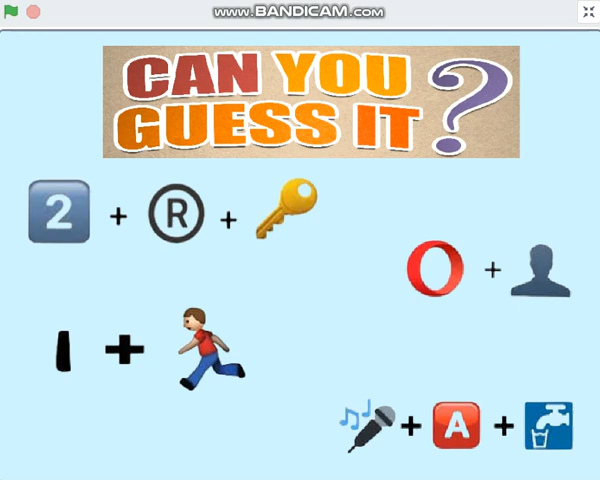 www.BANDICAM.com
CAN YOU
GUESS IT ?
2 + R + 🔑
O + 👤
I + 🏃
🎤 + A + 🚰